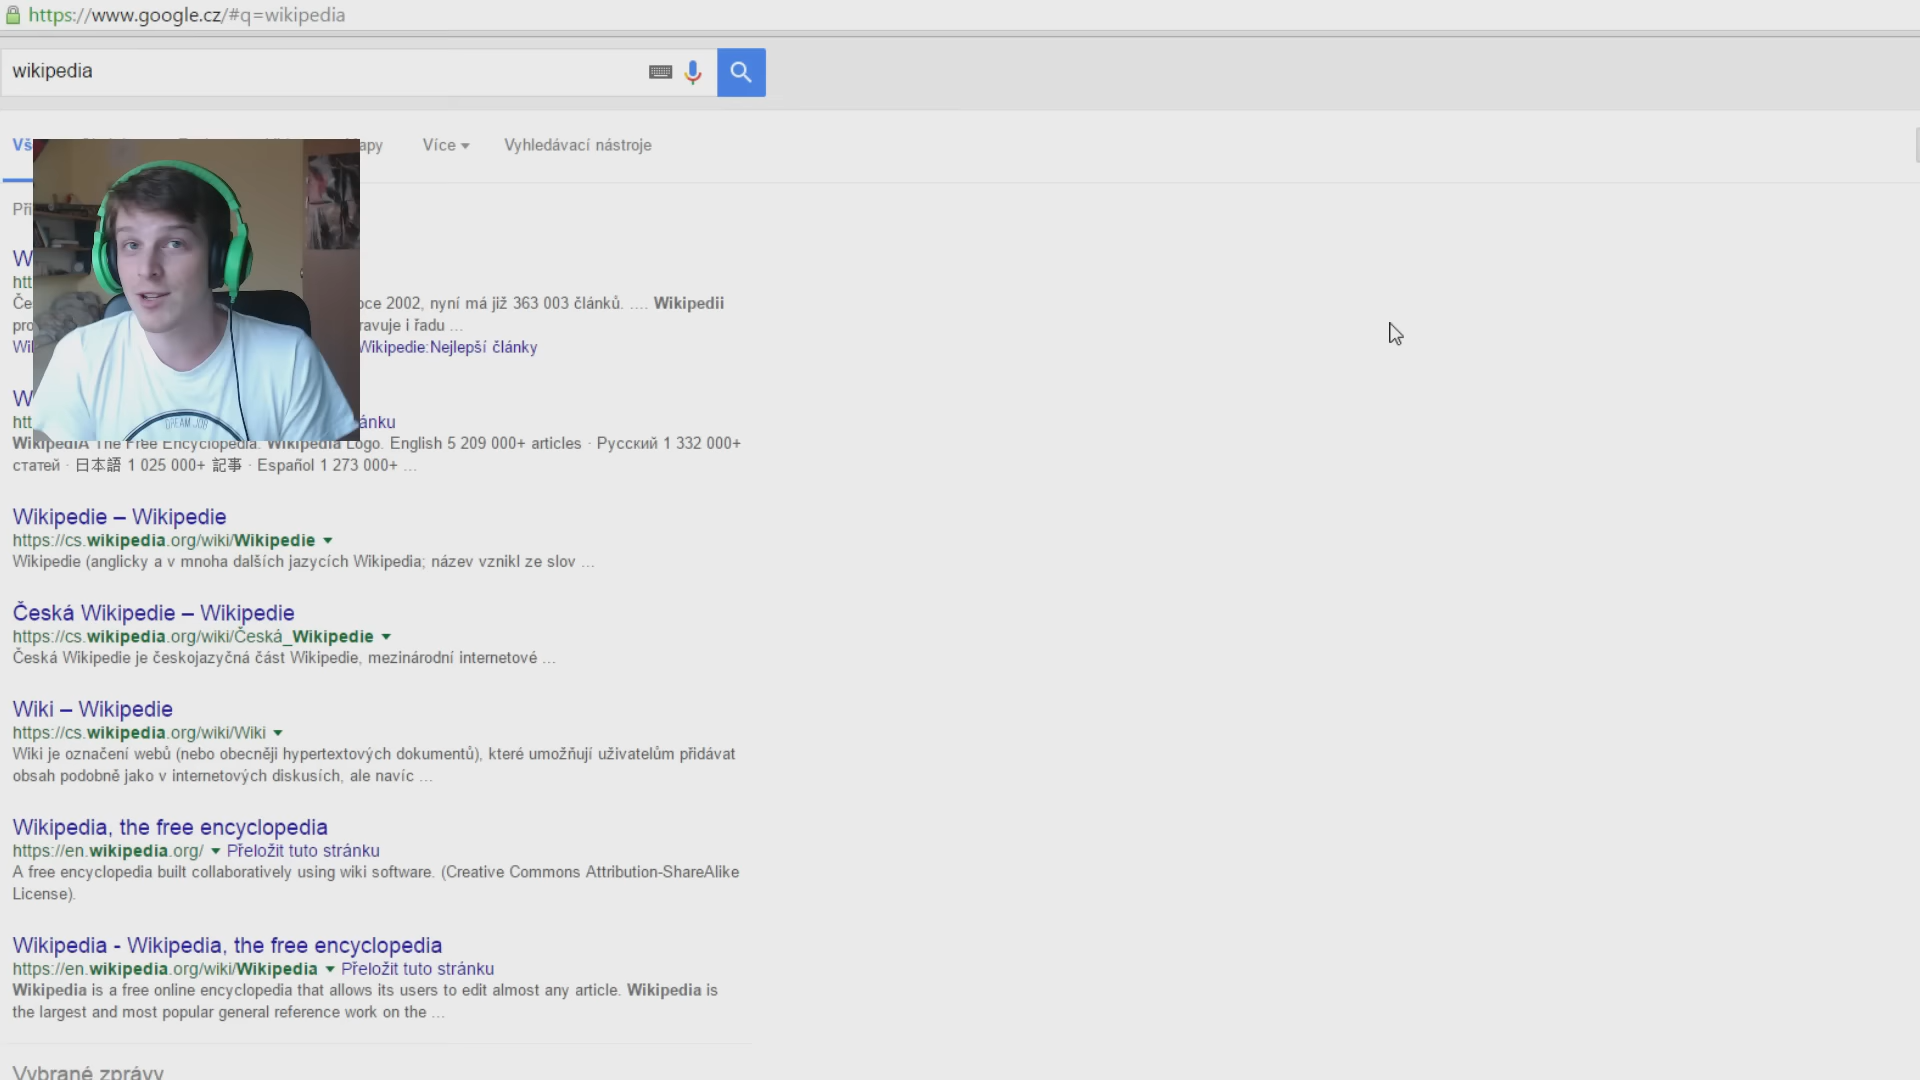 https://www.google.cz/#q=wikipedia
wikipedia
Více
Vyhledávací nástroje
2002, nyní má již 363 003 článků. .... Wikipedii
i řadu ...
Wikipedie:Nejlepší články
WikipediA The Free Encyclopedia. Wikipedia Logo. English 5 209 000+ articles · Русский 1 332 000+
статей · 日本語 1 025 000+ 記事 · Español 1 273 000+ ...
Wikipedie – Wikipedie
https://cs.wikipedia.org/wiki/Wikipedie
Wikipedie (anglicky a v mnoha dalších jazycích Wikipedia; název vznikl ze slov ...
Česká Wikipedie – Wikipedie
https://cs.wikipedia.org/wiki/Česká_Wikipedie
Česká Wikipedie je českojazyčná část Wikipedie, mezinárodní internetové ...
Wiki – Wikipedie
https://cs.wikipedia.org/wiki/Wiki
Wiki je označení webů (nebo obecněji hypertextových dokumentů), které umožňují uživatelům přidávat
obsah podobně jako v internetových diskusích, ale navíc ...
Wikipedia, the free encyclopedia
https://en.wikipedia.org/ Přeložit tuto stránku
A free encyclopedia built collaboratively using wiki software. (Creative Commons Attribution-ShareAlike
License).
Wikipedia - Wikipedia, the free encyclopedia
https://en.wikipedia.org/wiki/Wikipedia Přeložit tuto stránku
Wikipedia is a free online encyclopedia that allows its users to edit almost any article. Wikipedia is
the largest and most popular general reference work on the ...
Vybrané zprávy
DREAM JOB